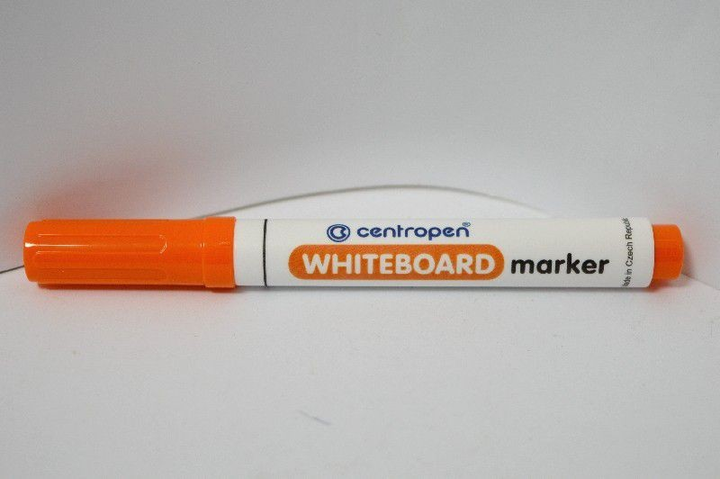 centropen®
WHITEBOARD marker
Made in Czech Republic